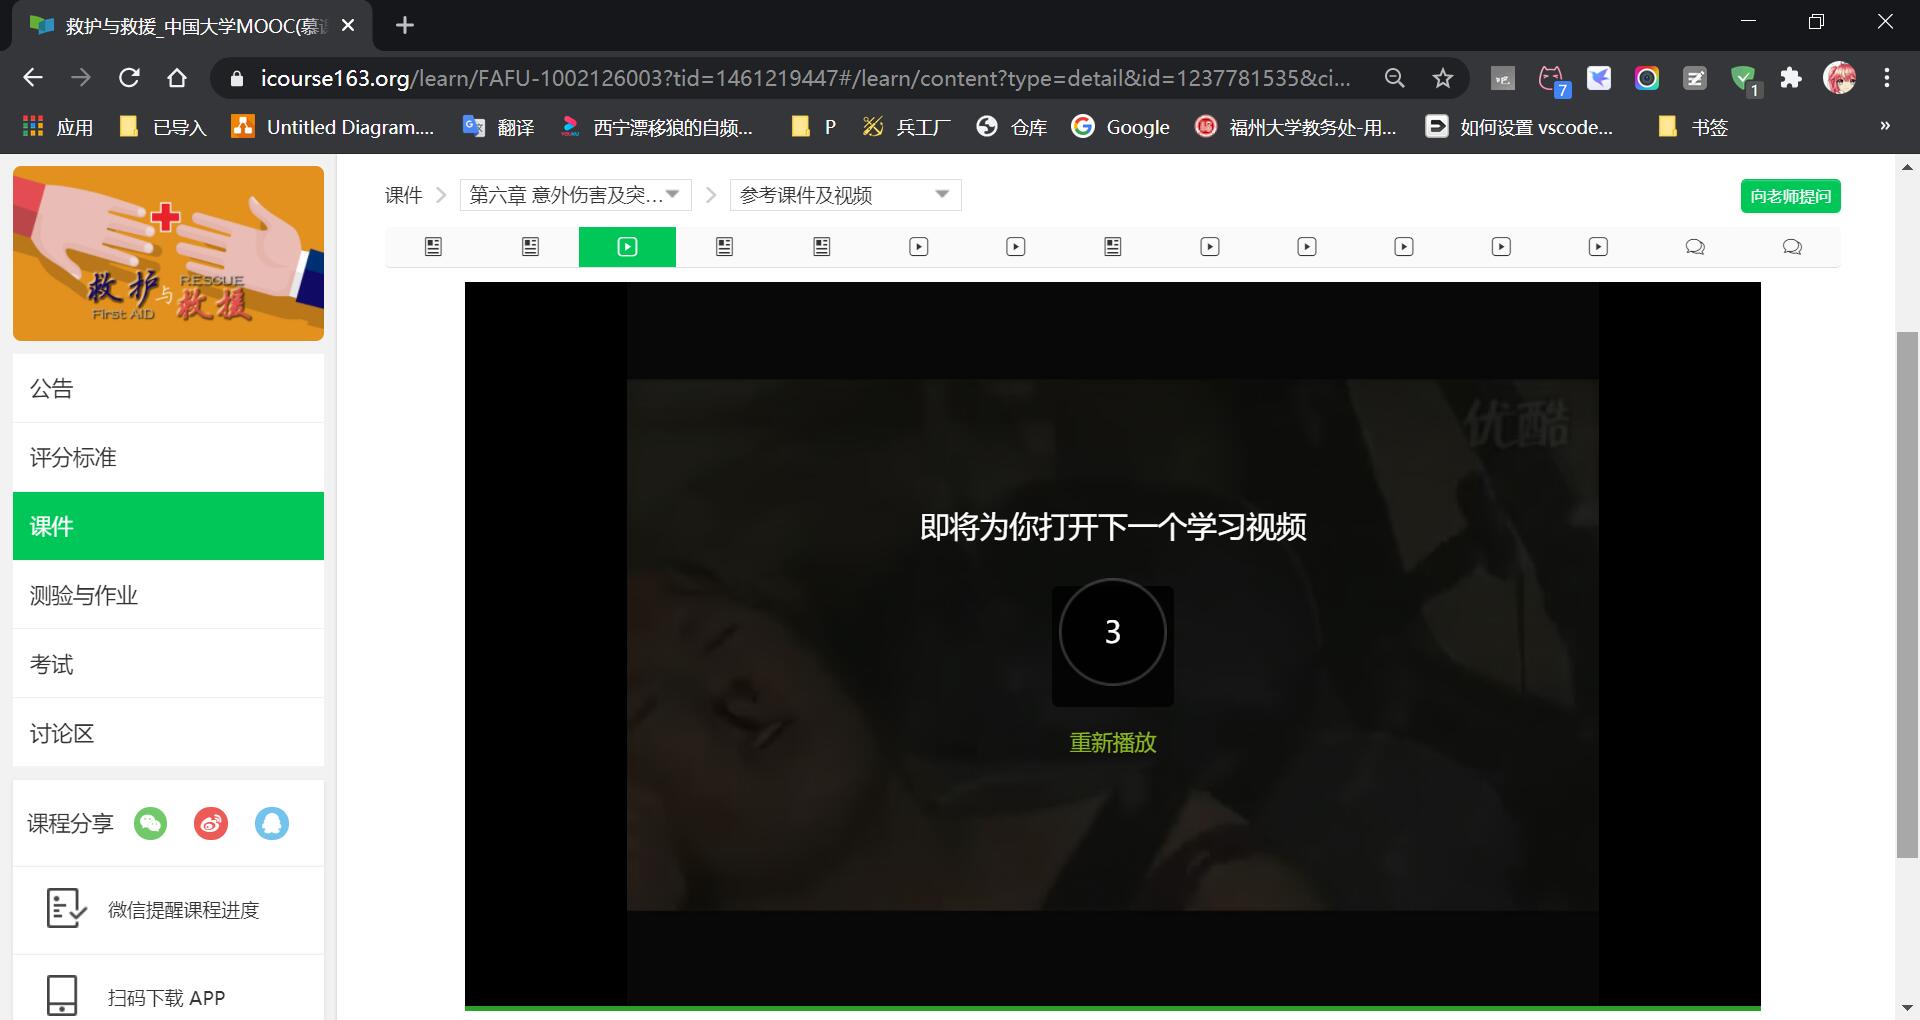 救护与救援_中国大学MOOC(慕课
icourse163.org/learn/FAFU-1002126003?tid=1461219447#/learn/content?type=detail&id=1237781535&ci...
7
1
应用
已导入
Untitled Diagram....
翻译
西宁漂移狼的自频...
P
兵工厂
仓库
Google
福州大学教务处-用...
如何设置 vscode...
书签
»
救护与救援
RESCUE
First AID
课件
第六章 意外伤害及突...
参考课件及视频
向老师提问
公告
评分标准
课件
测验与作业
考试
讨论区
课程分享
微信提醒课程进度
扫码下载 APP
优酷
即将为你打开下一个学习视频
3
重新播放